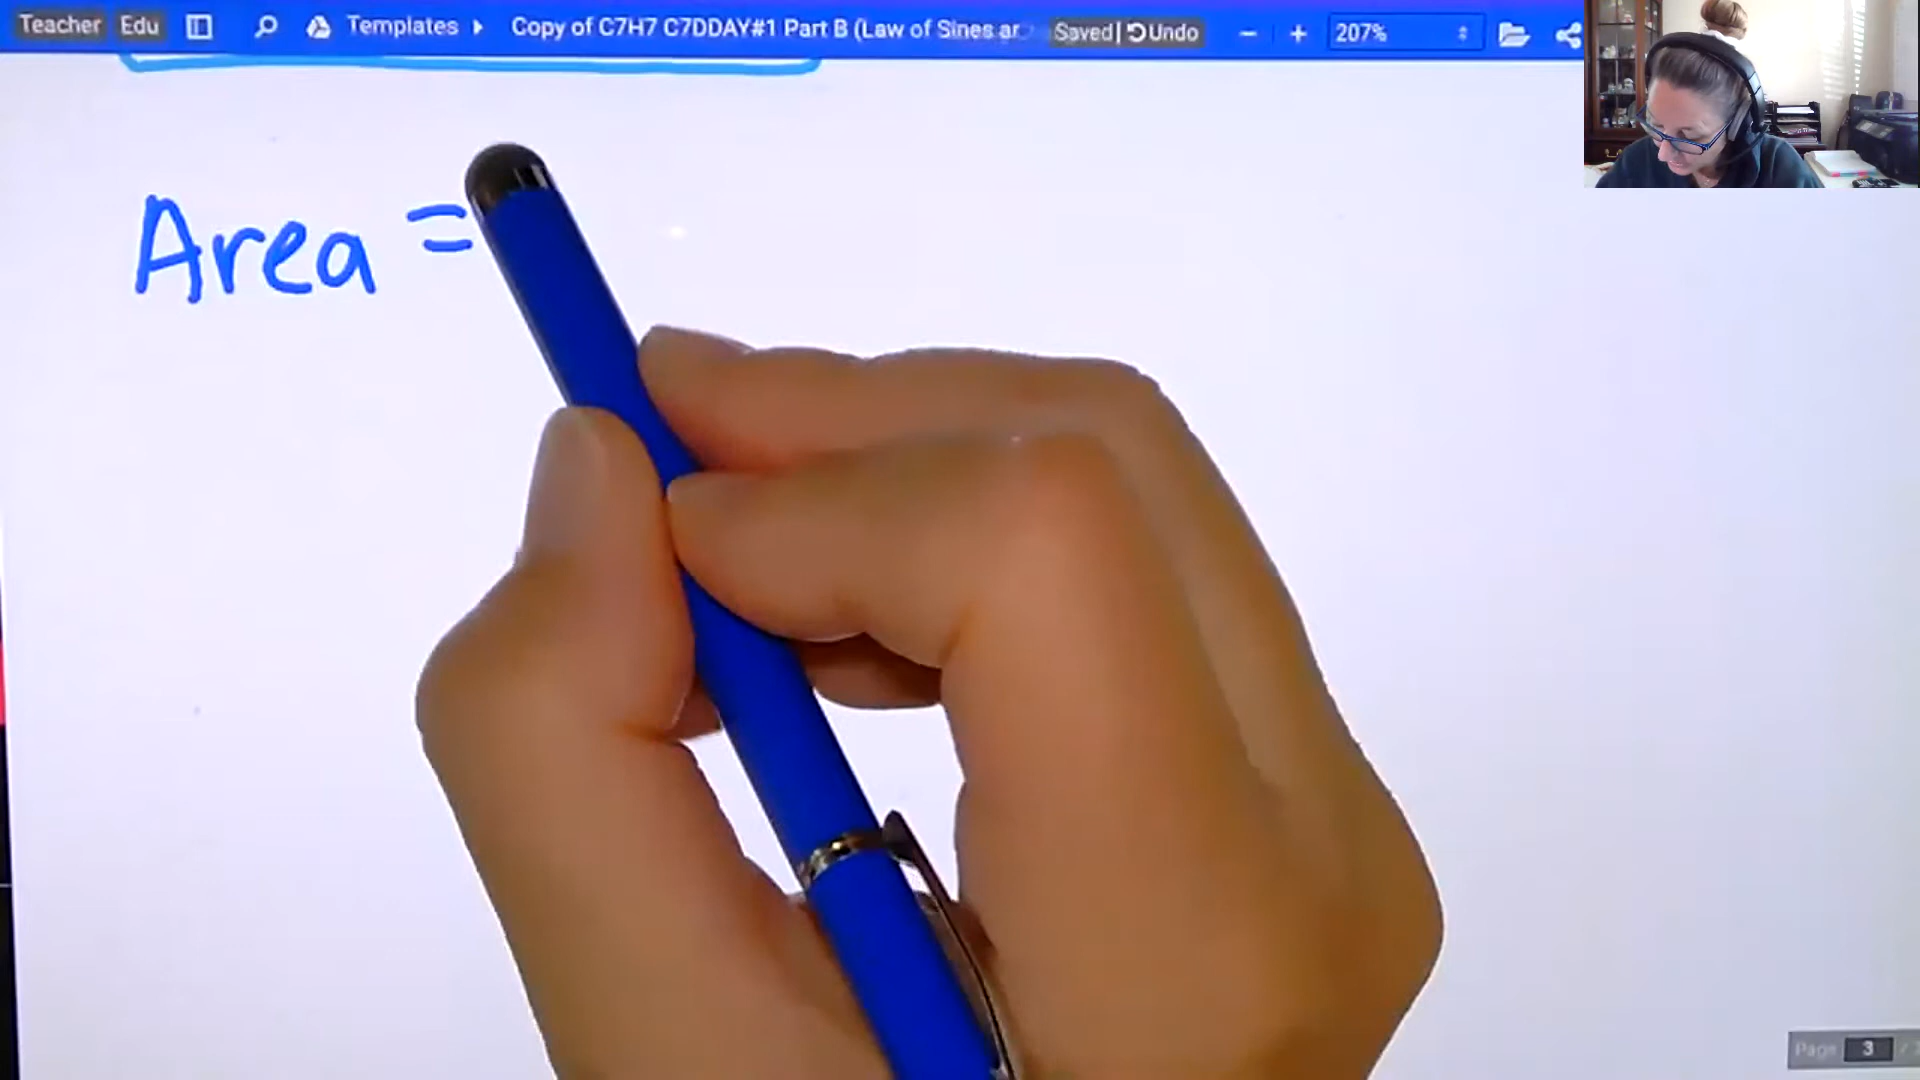 Teacher Edu Templates Copy of C7H7 C7DDAY#1 Part B (Law of Sines ar Saved| Undo 207%
Area =
Page 3 /